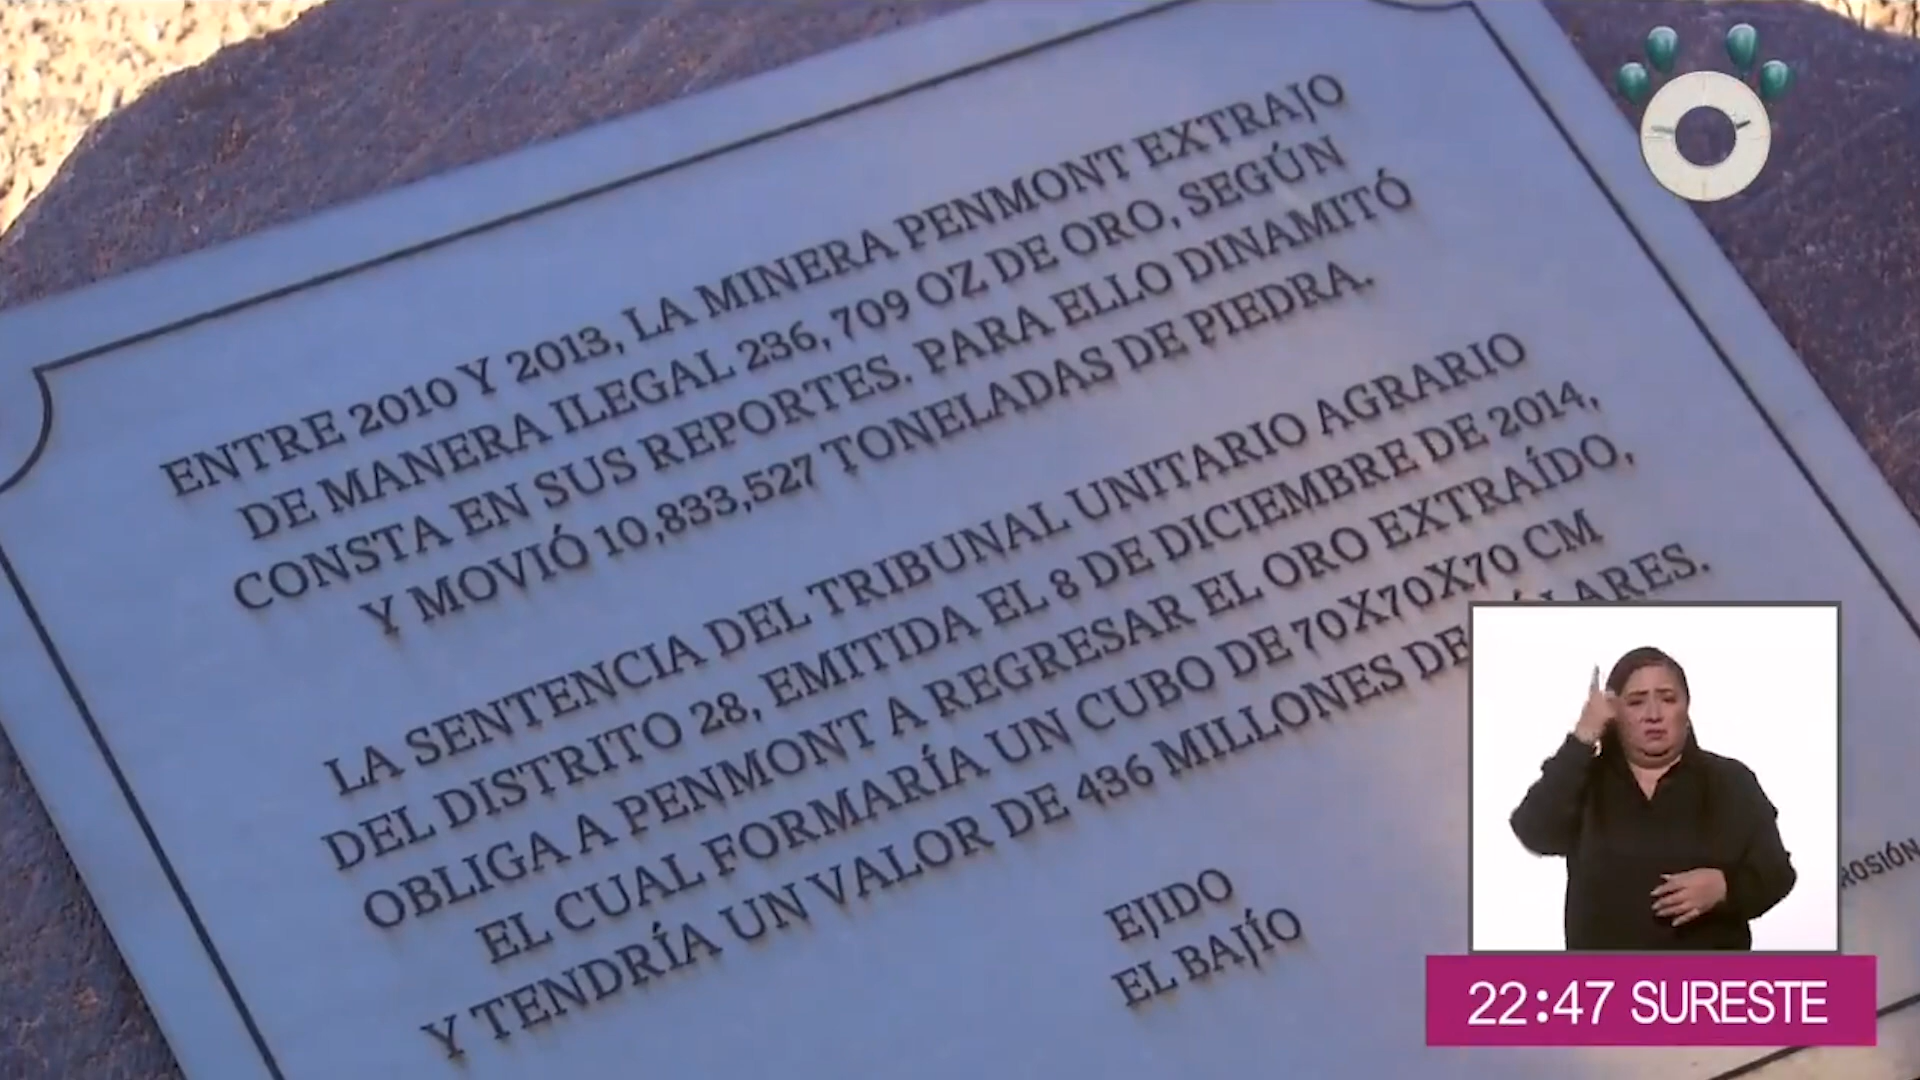 ENTRE 2010 Y 2013, LA MINERA PENMONT EXTRAJO
DE MANERA ILEGAL 236, 709 OZ DE ORO, SEGÚN
CONSTA EN SUS REPORTES. PARA ELLO DINAMITÓ
Y MOVIÓ 10,833,527 TONELADAS DE PIEDRA.
LA SENTENCIA DEL TRIBUNAL UNITARIO AGRARIO
DEL DISTRITO 28, EMITIDA EL 8 DE DICIEMBRE DE 2014,
OBLIGA A PENMONT A REGRESAR EL ORO EXTRAÍDO,
EL CUAL FORMARÍA UN CUBO DE 70X70X70 CM
Y TENDRÍA UN VALOR DE 436 MILLONES DE
EJIDO
EL BAJÍO
22:47 SURESTE